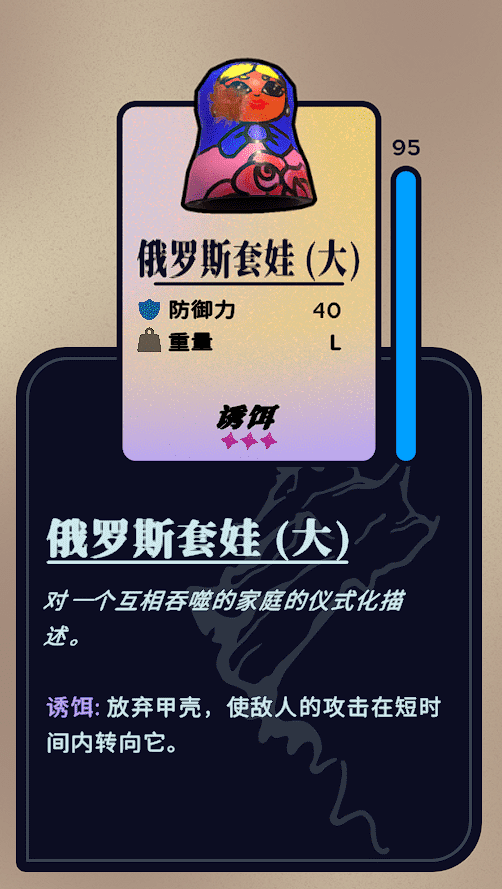 95
俄罗斯套娃 (大)
防御力 40
重量 L
诱饵
俄罗斯套娃 (大)
对一个互相吞噬的家庭的仪式化描
述。
诱饵: 放弃甲壳，使敌人的攻击在短时
间内转向它。